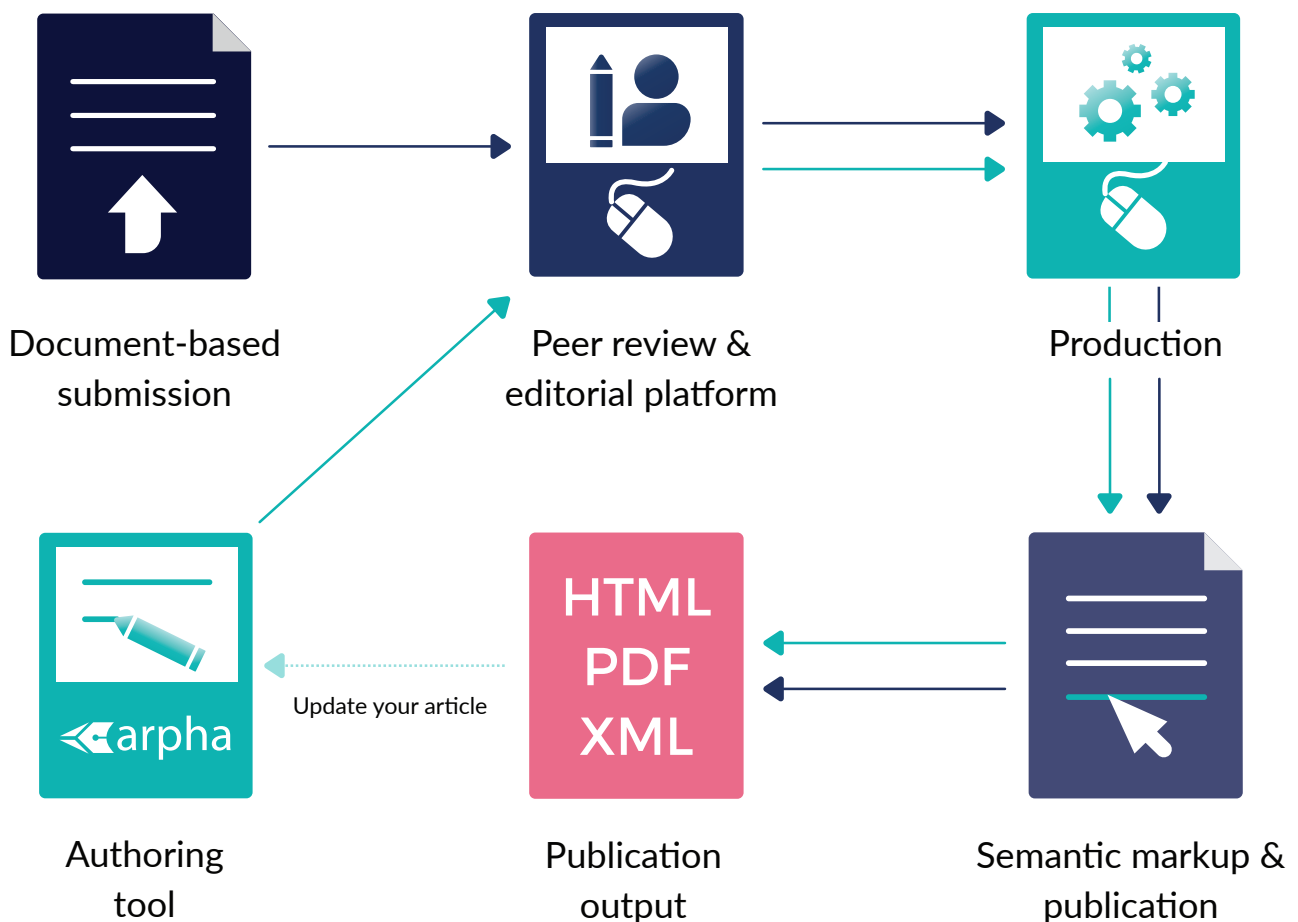 Document-based
submission
Peer review &
editorial platform
Production
arpha
Authoring
tool
Update your article
HTML
PDF
XML
Publication
output
Semantic markup &
publication